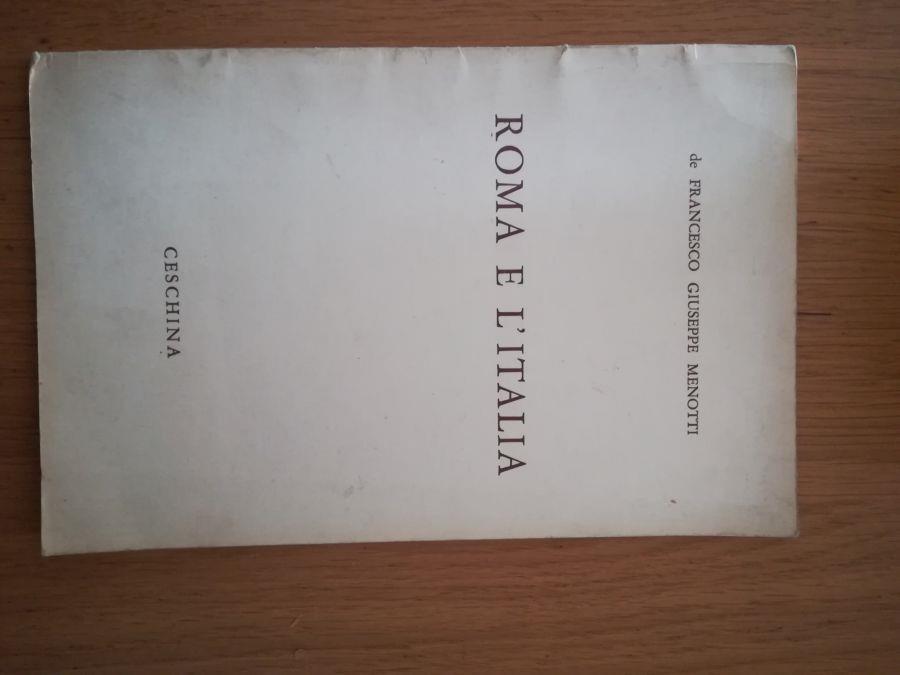 de FRANCESCO GIUSEPPE MENOTTI
ROMA E L'ITALIA
CESCHINA